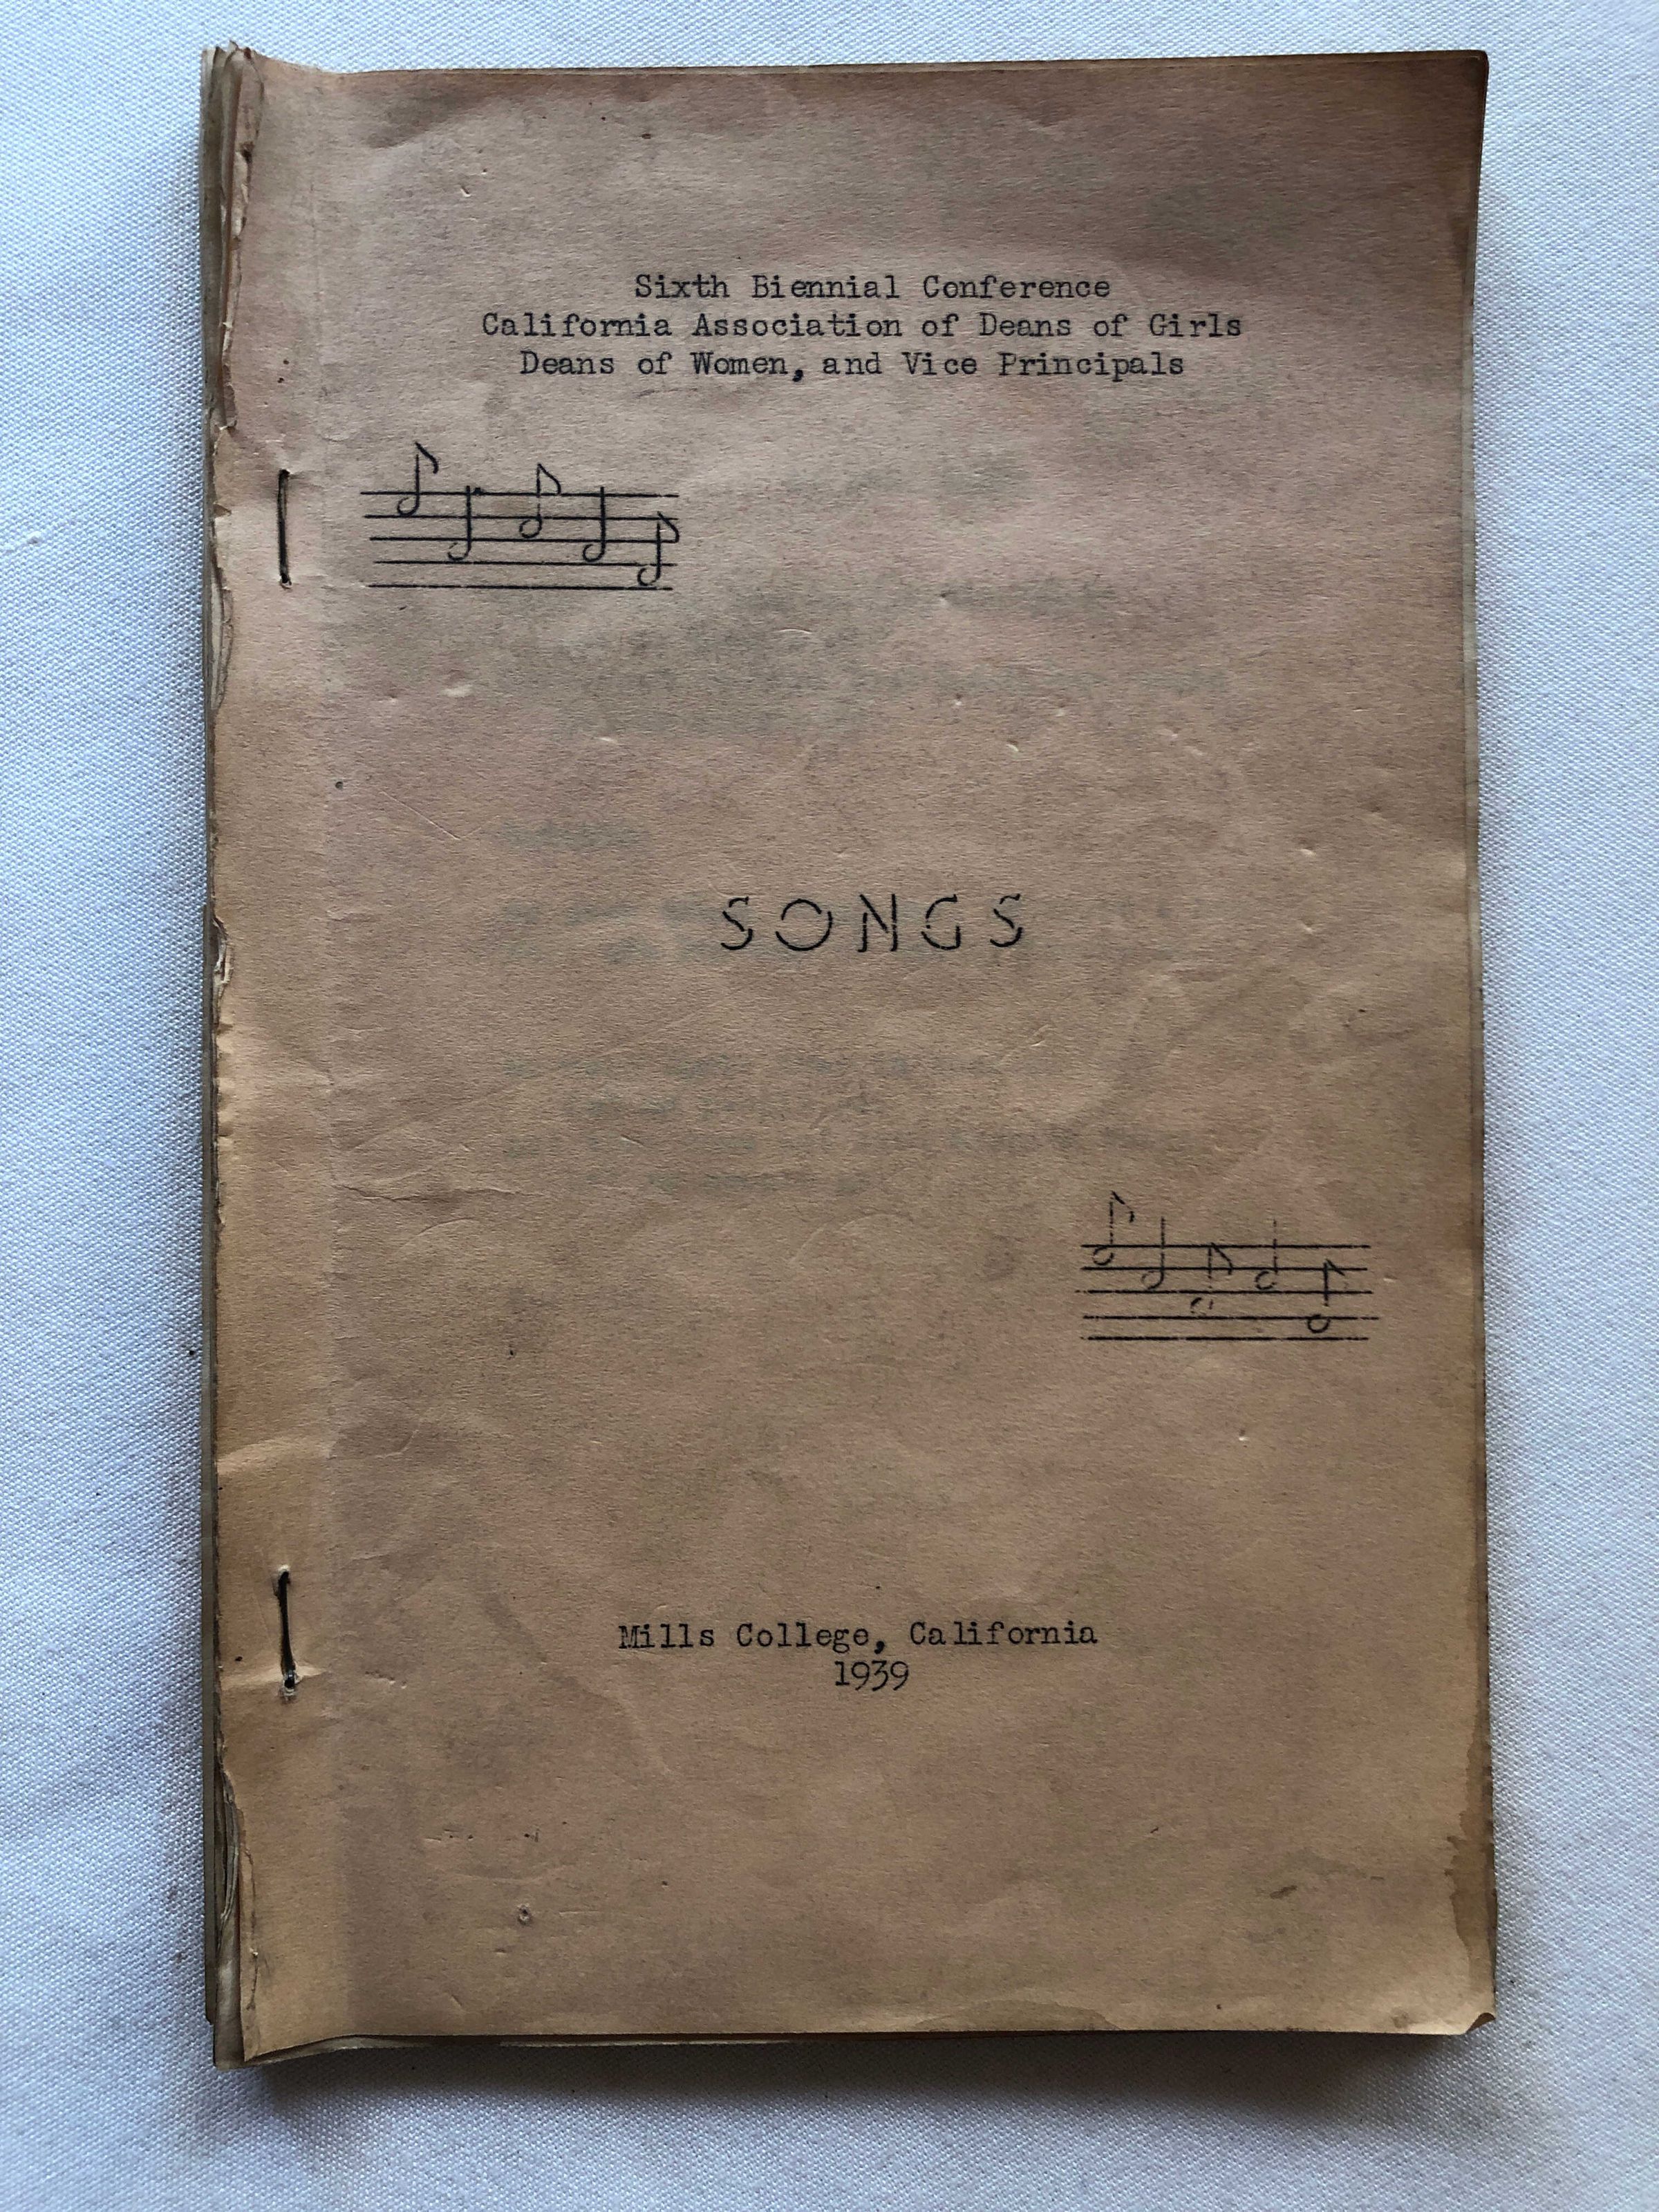 Sixth Biennial Conference
California Association of Deans of Girls
Deans of Women, and Vice Principals
SONGS
Mills College, California
1939